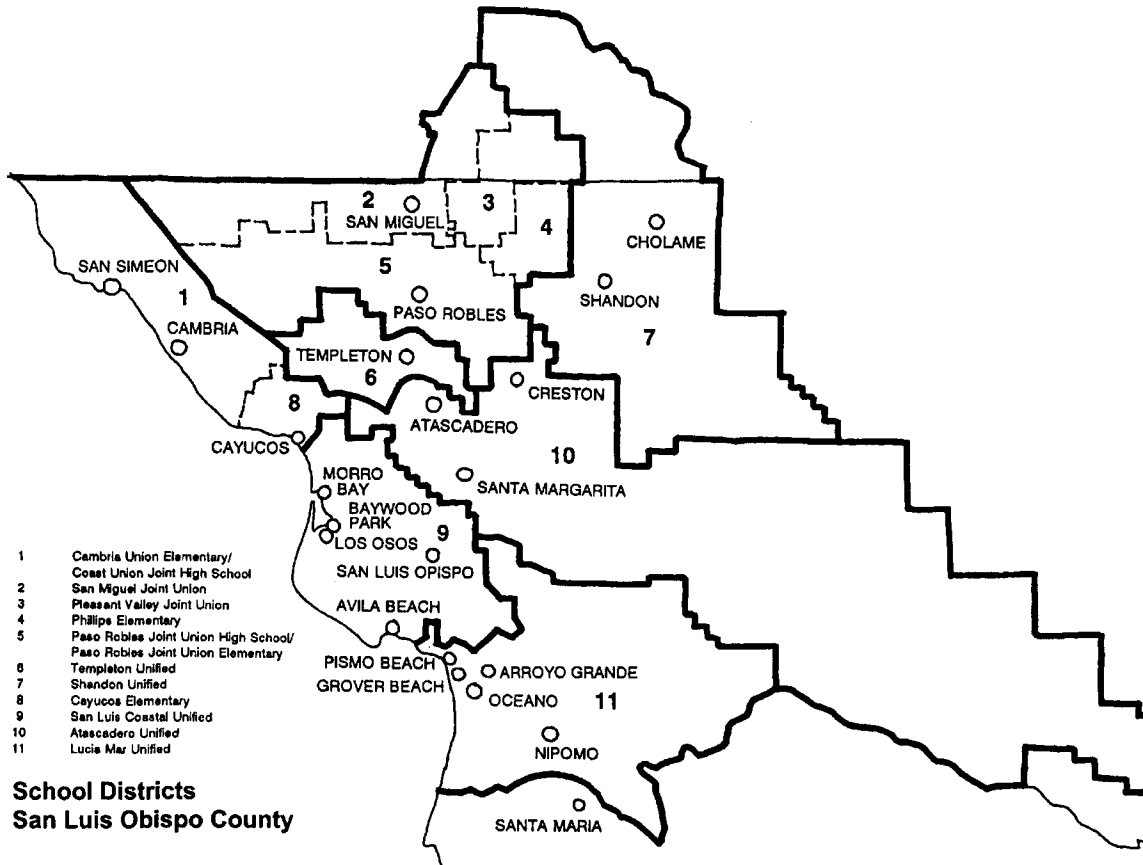 2
SAN MIGUEL
3
4
CHOLAME
5
SAN SIMEON
1
SHANDON
PASO ROBLES
7
CAMBRIA
TEMPLETON
6
CRESTON
8
ATASCADERO
CAYUCOS
10
MORRO
BAY
SANTA MARGARITA
BAYWOOD
PARK
9
LOS OSOS
SAN LUIS OPISPO
AVILA BEACH
PISMO BEACH
ARROYO GRANDE
GROVER BEACH
OCEANO
11
NIPOMO
SANTA MARIA
1 Cambria Union Elementary/
Coast Union Joint High School
2 San Miguel Joint Union
3 Pleasant Valley Joint Union
4 Phillips Elementary
5 Paso Robles Joint Union High School/
Paso Robles Joint Union Elementary
6 Templeton Unified
7 Shandon Unified
8 Cayucos Elementary
9 San Luis Coastal Unified
10 Atascadero Unified
11 Lucia Mar Unified
School Districts
San Luis Obispo County